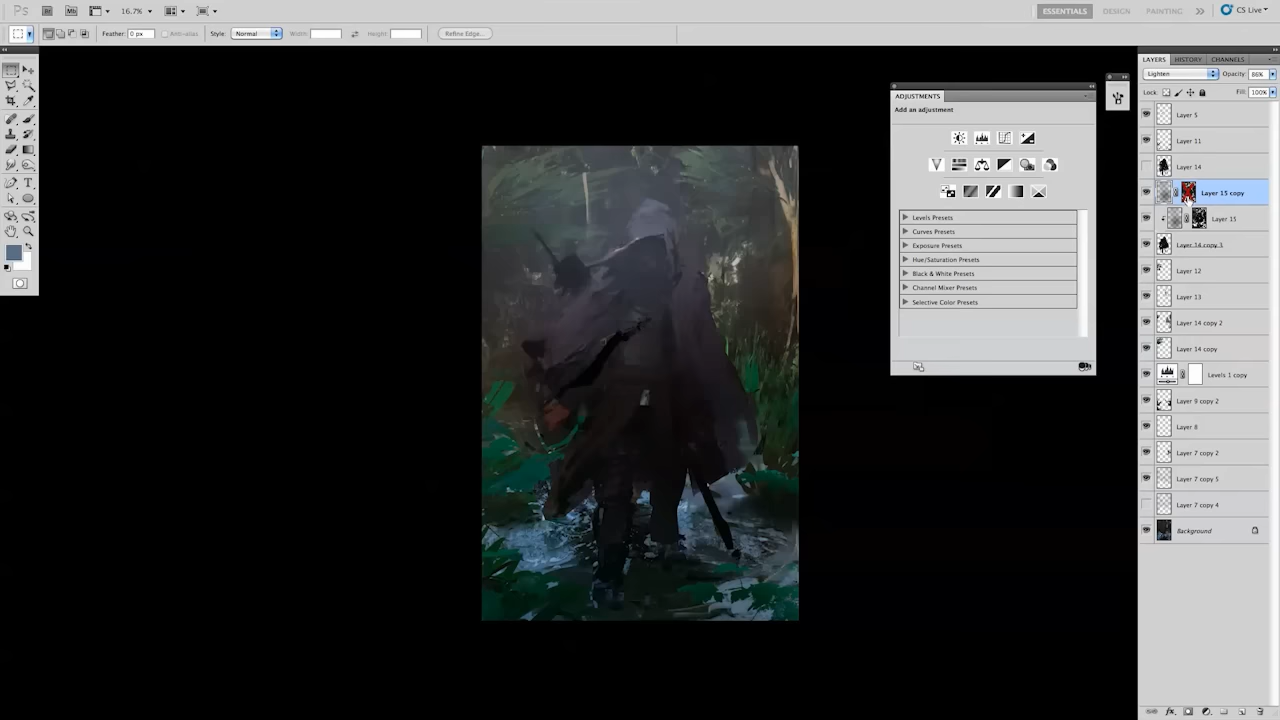 Ps Br Mb 16.7% ESSENTIALS DESIGN PAINTING CS Live
Feather: 0 px Anti-alias Style: Normal Width: Height: Refine Edge...
LAYERS HISTORY CHANNELS
Lighten Opacity: 86%
Lock: Fill: 100%
ADJUSTMENTS
Add an adjustment
Levels Presets
Curves Presets
Exposure Presets
Hue/Saturation Presets
Black & White Presets
Channel Mixer Presets
Selective Color Presets
Layer 5
Layer 11
Layer 14
Layer 15 copy
Layer 15
Layer 16 copy 3
Layer 12
Layer 13
Layer 14 copy 2
Layer 14 copy
Levels 1 copy
Layer 9 copy 2
Layer 8
Layer 7 copy 2
Layer 7 copy 5
Layer 7 copy 4
Background